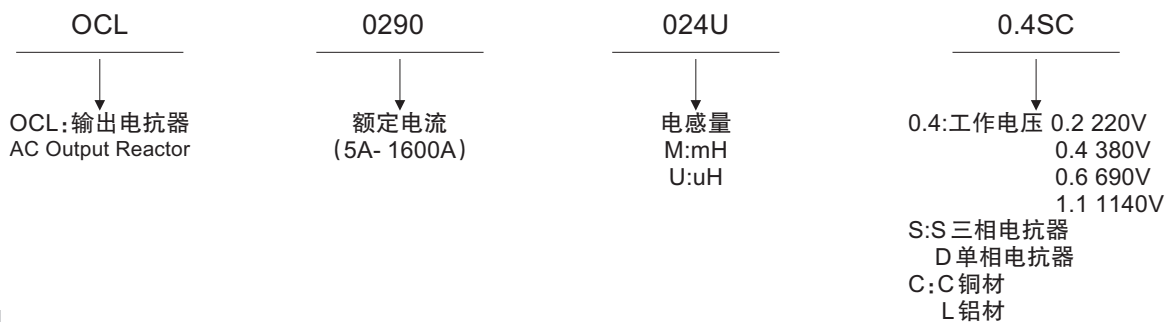 OCL 0290 024U 0.4SC
OCL:输出电抗器
AC Output Reactor
额定电流
(5A- 1600A)
电感量
M:mH
U:uH
0.4:工作电压 0.2 220V
0.4 380V
0.6 690V
1.1 1140V
S:S 三相电抗器
D 单相电抗器
C:C 铜材
L 铝材